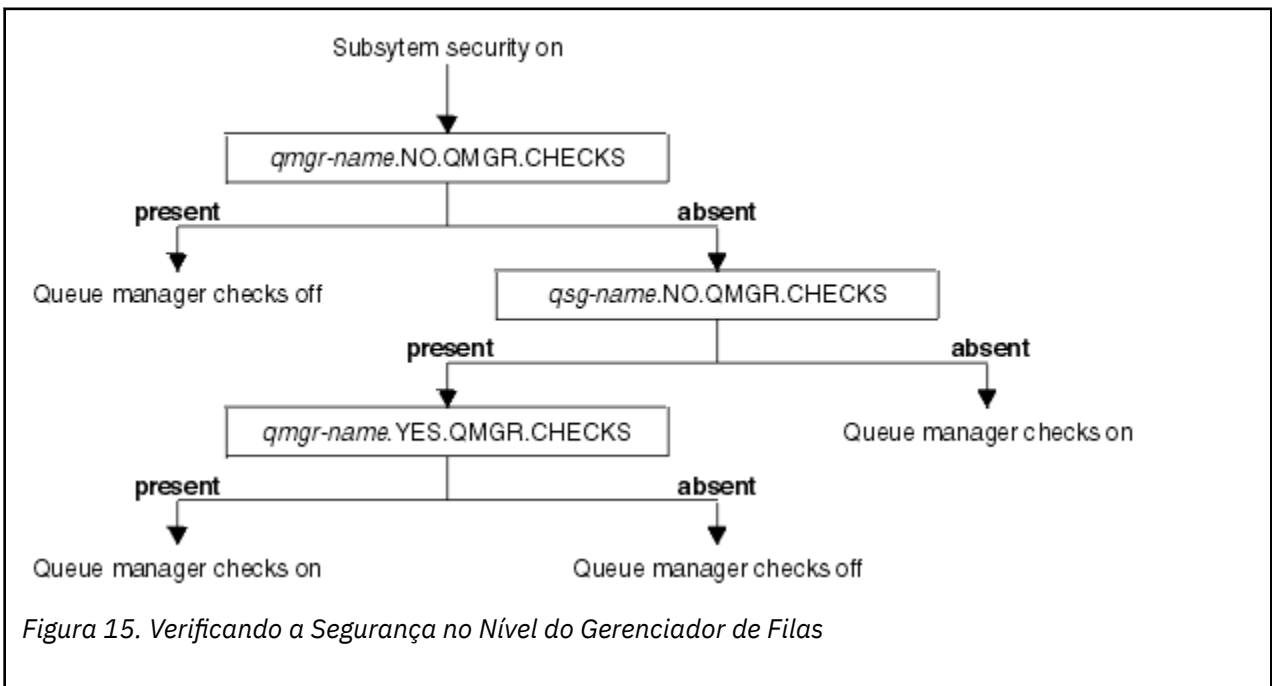 Subsytem security on
qmgr-name.NO.QMGR.CHECKS
present
absent
Queue manager checks off
qsg-name.NO.QMGR.CHECKS
present
absent
qmgr-name.YES.QMGR.CHECKS
Queue manager checks on
present
absent
Queue manager checks on
Queue manager checks off
Figura 15. Verificando a Segurança no Nível do Gerenciador de Filas